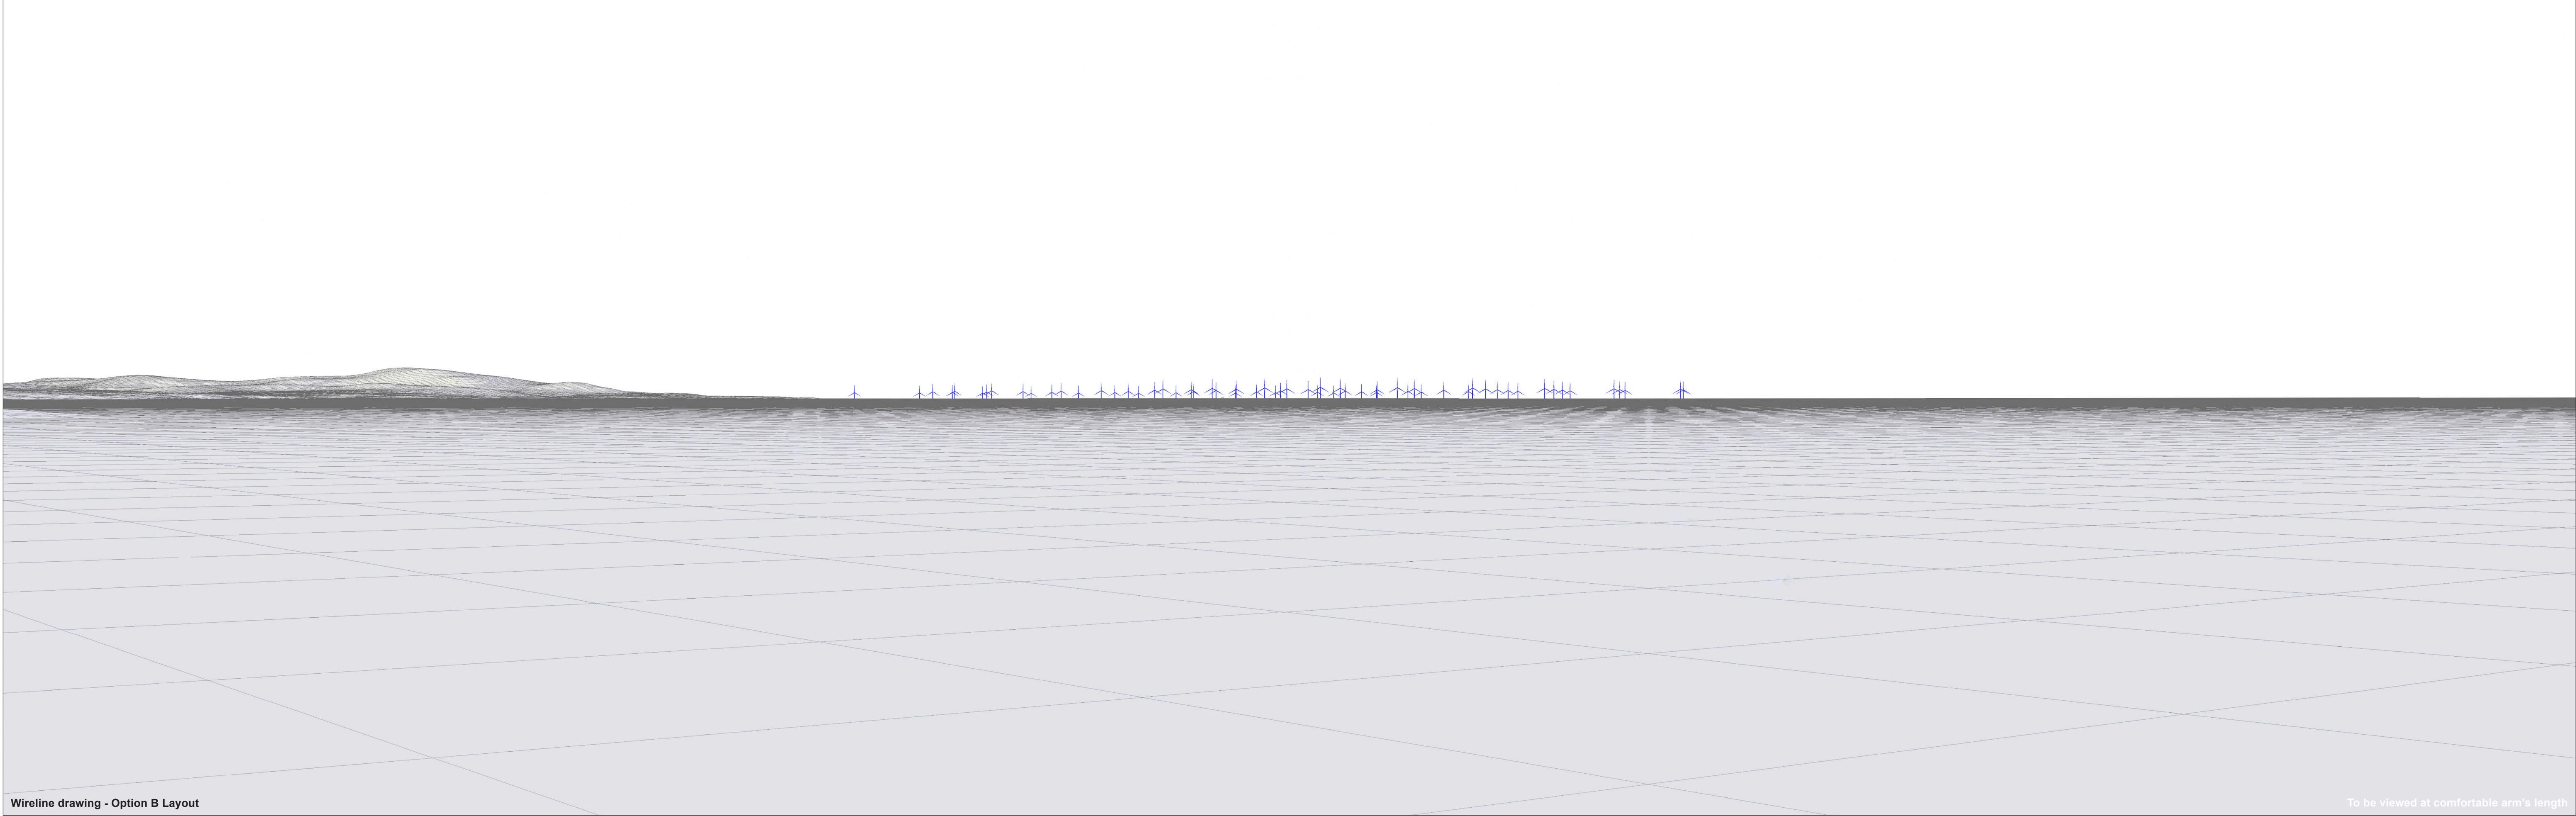 Wireline drawing - Option B Layout
To be viewed at comfortable arm's length